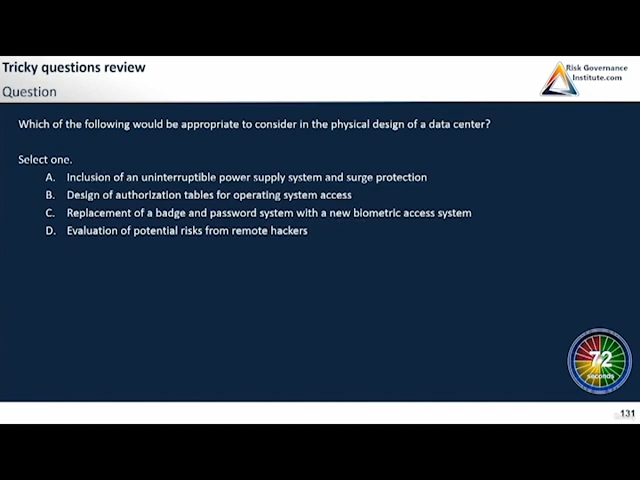 Tricky questions review
Risk Governance
Institute.com
Question
Which of the following would be appropriate to consider in the physical design of a data center?
Select one.
A. Inclusion of an uninterruptible power supply system and surge protection
B. Design of authorization tables for operating system access
C. Replacement of a badge and password system with a new biometric access system
D. Evaluation of potential risks from remote hackers
72
seconds
131